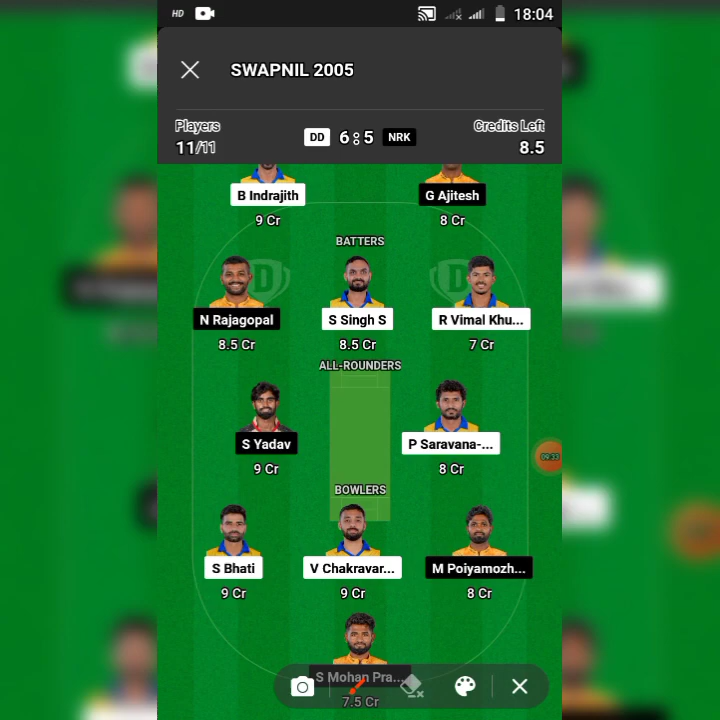 HD 18:04
SWAPNIL 2005
Players Credits Left
11/11 DD 6:5 NRK 8.5
B Indrajith G Ajitesh
9 Cr 8 Cr
BATTERS
N Rajagopal S Singh S R Vimal Khu...
8.5 Cr 8.5 Cr 7 Cr
ALL-ROUNDERS
S Yadav P Saravana-...
9 Cr 8 Cr
09:33
BOWLERS
S Bhati V Chakravar... M Poiyamozh...
9 Cr 9 Cr 8 Cr
S Mohan Pra...
7.5 Cr